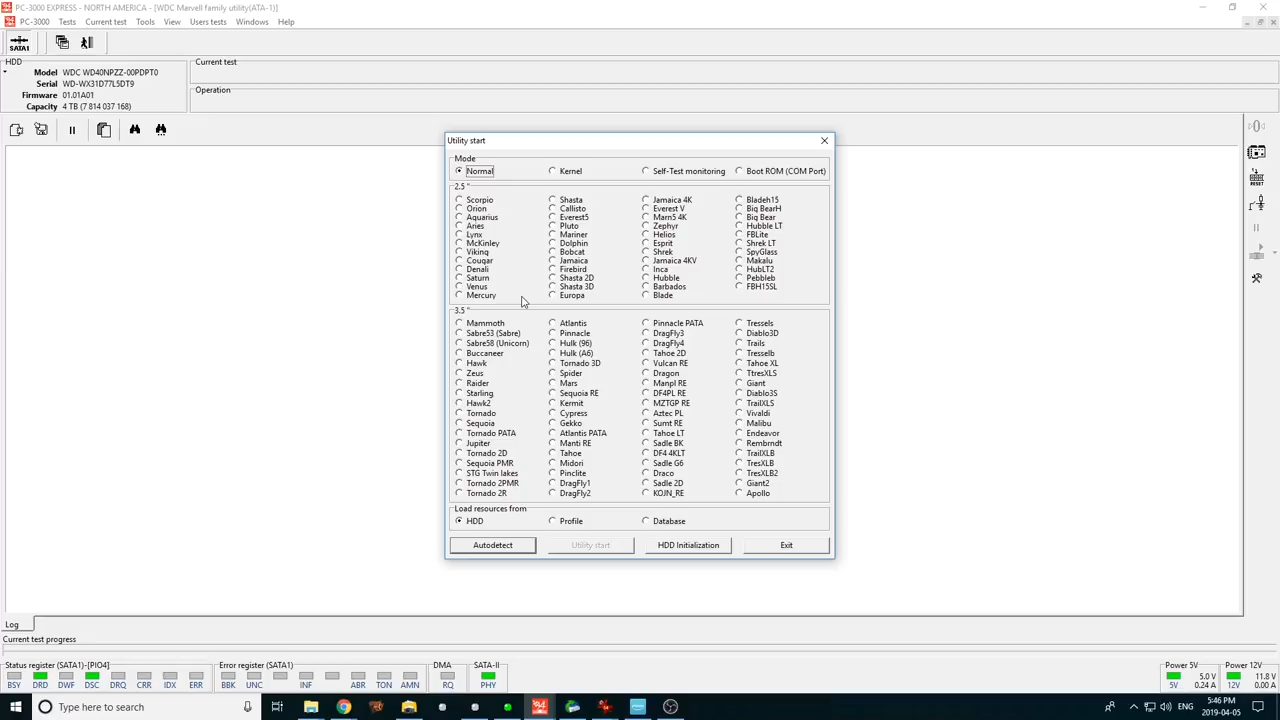 PC-3000 EXPRESS - NORTH AMERICA - [WDC Marvell family utility(ATA-1)]
PC-3000 Tests Current test Tools View Users tests Windows Help
SATA1
HDD
Model WDC WD40NPZZ-00PDPT0
Serial WD-WX31D77L5DT9
Firmware 01.01A01
Capacity 4 TB (7 814 037 168)
Current test
Operation
Utility start
Mode
Normal Kernel Self-Test monitoring Boot ROM (COM Port)
2.5 "
Scorpio Shasta Jamaica 4K Bladeh15
Orion Callisto Everest V Big BearH
Aquarius Everest5 Marn5 4K Big Bear
Aries Pluto Zephyr Hubble LT
Lynx Mariner Helios FBLite
McKinley Dolphin Esprit Shrek LT
Viking Bobcat Shrek SpyGlass
Cougar Jamaica Jamaica 4KV Makalu
Denali Firebird Inca HubLT2
Saturn Shasta 2D Hubble Pebbleb
Venus Shasta 3D Barbados FBH15SL
Mercury Europa Blade
3.5 "
Mammoth Atlantis Pinnacle PATA Tressels
Sabre53 (Sabre) Pinnacle DragFly3 Diablo3D
Sabre58 (Unicorn) Hulk (96) DragFly4 Trails
Buccaneer Hulk (A6) Tahoe 2D Tresselb
Hawk Tornado 3D Vulcan RE Tahoe XL
Zeus Spider Dragon TtresXLS
Raider Mars Manpl RE Giant
Starling Sequoia RE DF4PL RE Diablo3S
Hawk2 Kermit MZTGP RE TrailXLS
Tornado Cypress Aztec PL Vivaldi
Sequoia Gekko Sumt RE Malibu
Tornado PATA Atlantis PATA Tahoe LT Endeavor
Jupiter Manti RE Sadle BK Rembrndt
Tornado 2D Tahoe DF4 4KLT TrailXLB
Sequoia PMR Midori Sadle G6 TresXLB
STG Twin lakes Pinclite Draco TresXLB2
Tornado 2PMR DragFly1 Sadle 2D Giant2
Tornado 2R DragFly2 KOJN_RE Apollo
Load resources from
HDD Profile Database
Autodetect Utility start HDD Initialization Exit
RESET
Log
Current test progress
Status register (SATA1)-[PIO4] Error register (SATA1) DMA SATA-II Power 5V Power 12V
5.0 V 11.8 V
BSY DRD DWF DSC DRQ CRR IDX ERR BBK UNC INF ABR TON AMN RQ PHY 5V 0.24 A 12V 0.00 A
Type here to search
5:46 PM
2019-04-05